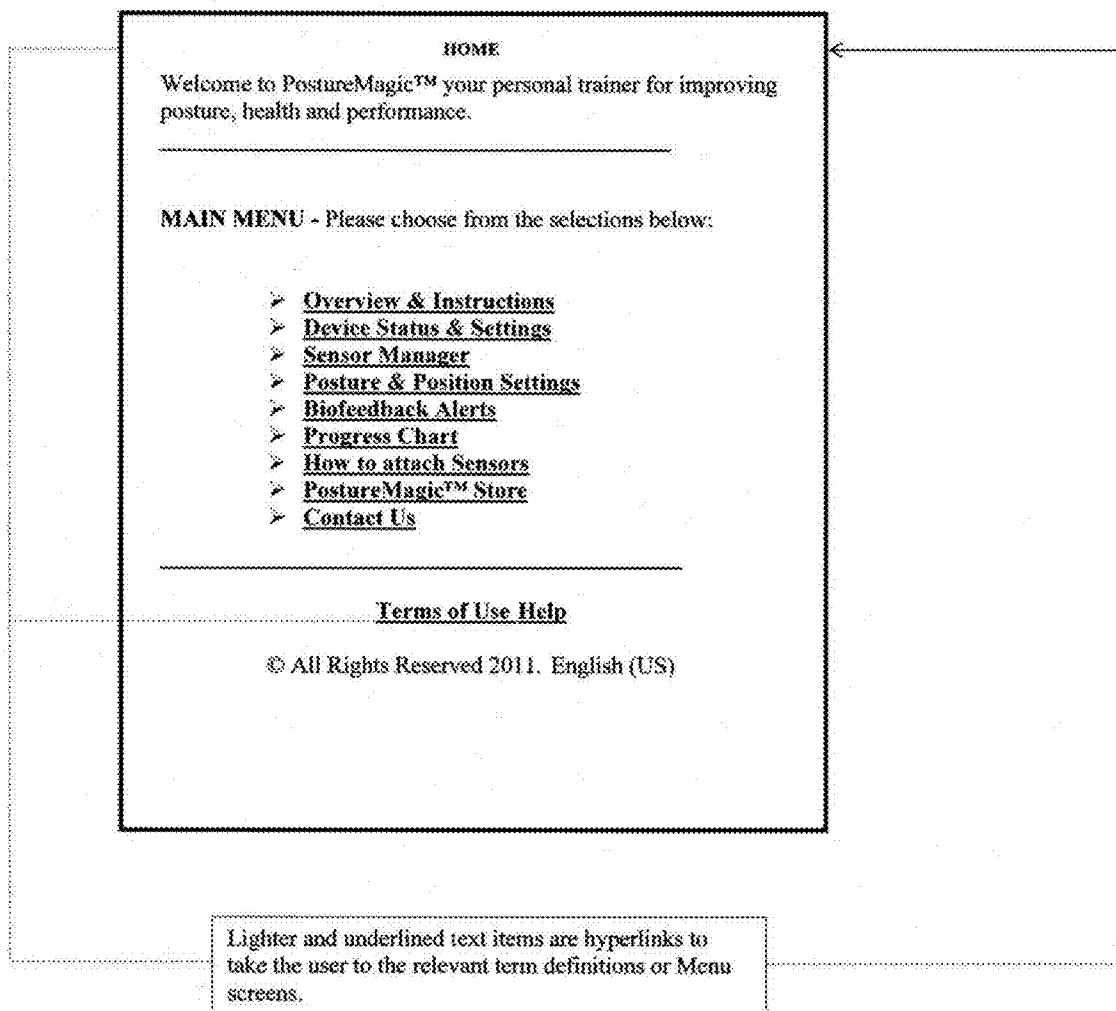 HOME
Welcome to PostureMagic™ your personal trainer for improving
posture, health and performance.
MAIN MENU - Please choose from the selections below:
➢ Overview & Instructions
➢ Device Status & Settings
➢ Sensor Manager
➢ Posture & Position Settings
➢ Biofeedback Alerts
➢ Progress Chart
➢ How to attach Sensors
➢ PostureMagic™ Store
➢ Contact Us
Terms of Use Help
© All Rights Reserved 2011. English (US)
Lighter and underlined text items are hyperlinks to
take the user to the relevant term definitions or Menu
screens.